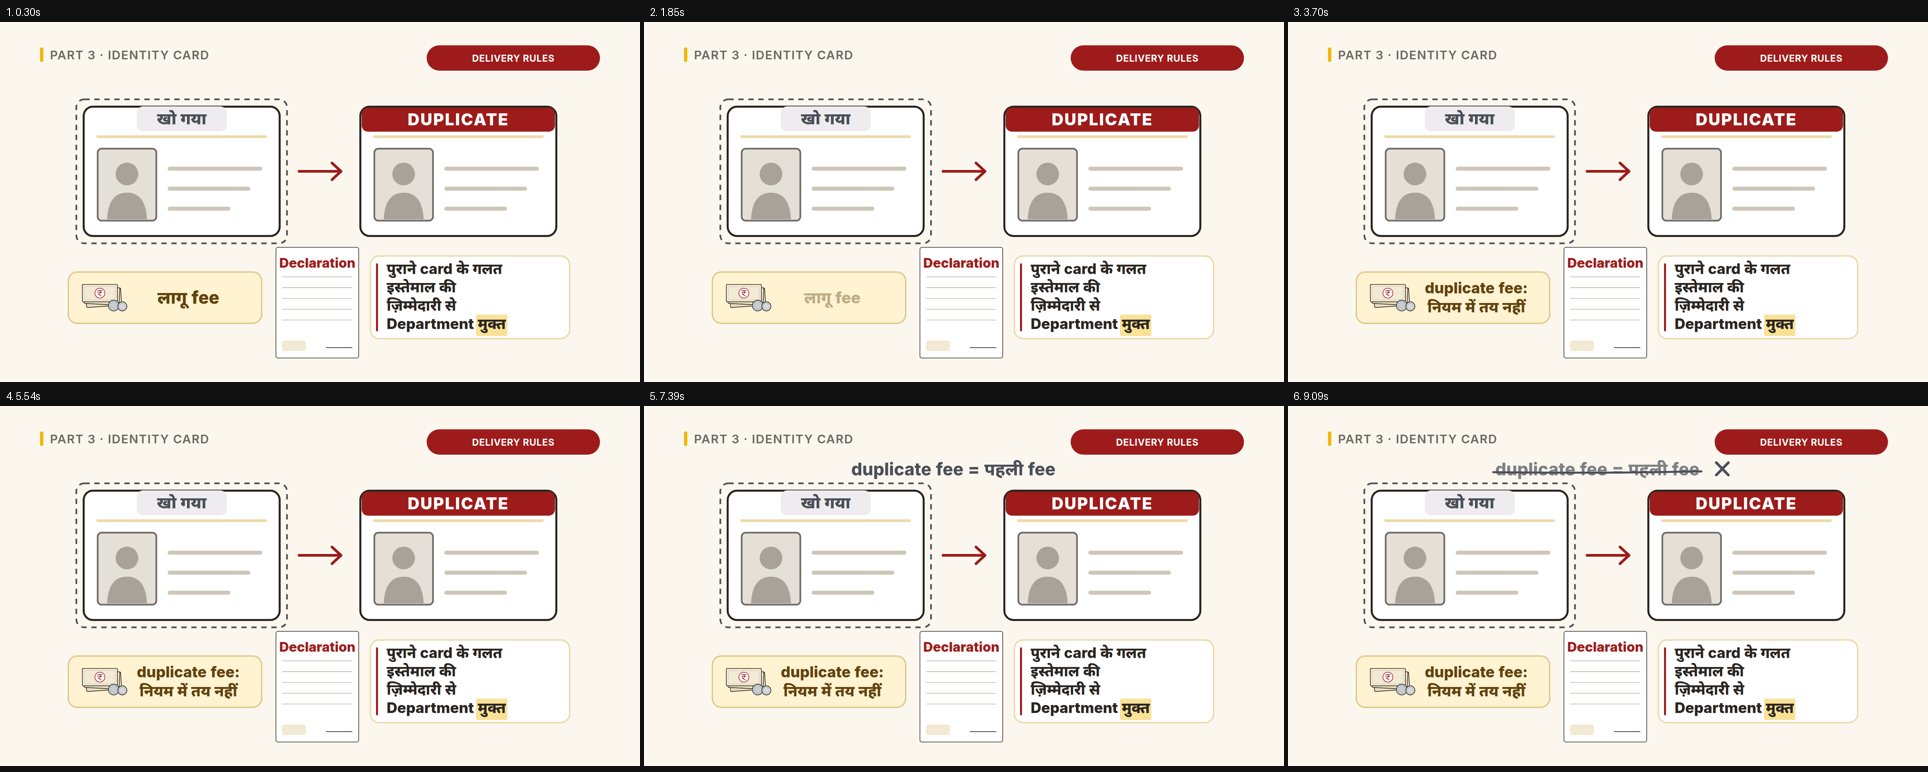 1. 0.30s
PART 3 · IDENTITY CARD
DELIVERY RULES
खो गया
DUPLICATE
₹
लागू fee
Declaration
पुराने card के गलत
इस्तेमाल की
ज़िम्मेदारी से
Department मुक्त
2. 1.85s
PART 3 · IDENTITY CARD
DELIVERY RULES
खो गया
DUPLICATE
₹
लागू fee
Declaration
पुराने card के गलत
इस्तेमाल की
ज़िम्मेदारी से
Department मुक्त
3. 3.70s
PART 3 · IDENTITY CARD
DELIVERY RULES
खो गया
DUPLICATE
₹
duplicate fee:
नियम में तय नहीं
Declaration
पुराने card के गलत
इस्तेमाल की
ज़िम्मेदारी से
Department मुक्त
4. 5.54s
PART 3 · IDENTITY CARD
DELIVERY RULES
खो गया
DUPLICATE
₹
duplicate fee:
नियम में तय नहीं
Declaration
पुराने card के गलत
इस्तेमाल की
ज़िम्मेदारी से
Department मुक्त
5. 7.39s
PART 3 · IDENTITY CARD
DELIVERY RULES
duplicate fee = पहली fee
खो गया
DUPLICATE
₹
duplicate fee:
नियम में तय नहीं
Declaration
पुराने card के गलत
इस्तेमाल की
ज़िम्मेदारी से
Department मुक्त
6. 9.09s
PART 3 · IDENTITY CARD
DELIVERY RULES
duplicate fee = पहली fee
खो गया
DUPLICATE
₹
duplicate fee:
नियम में तय नहीं
Declaration
पुराने card के गलत
इस्तेमाल की
ज़िम्मेदारी से
Department मुक्त